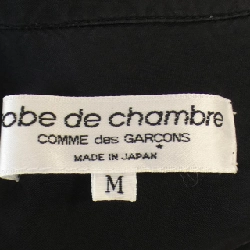 obe de chambre
COMME des GARÇONS
MADE IN JAPAN
M